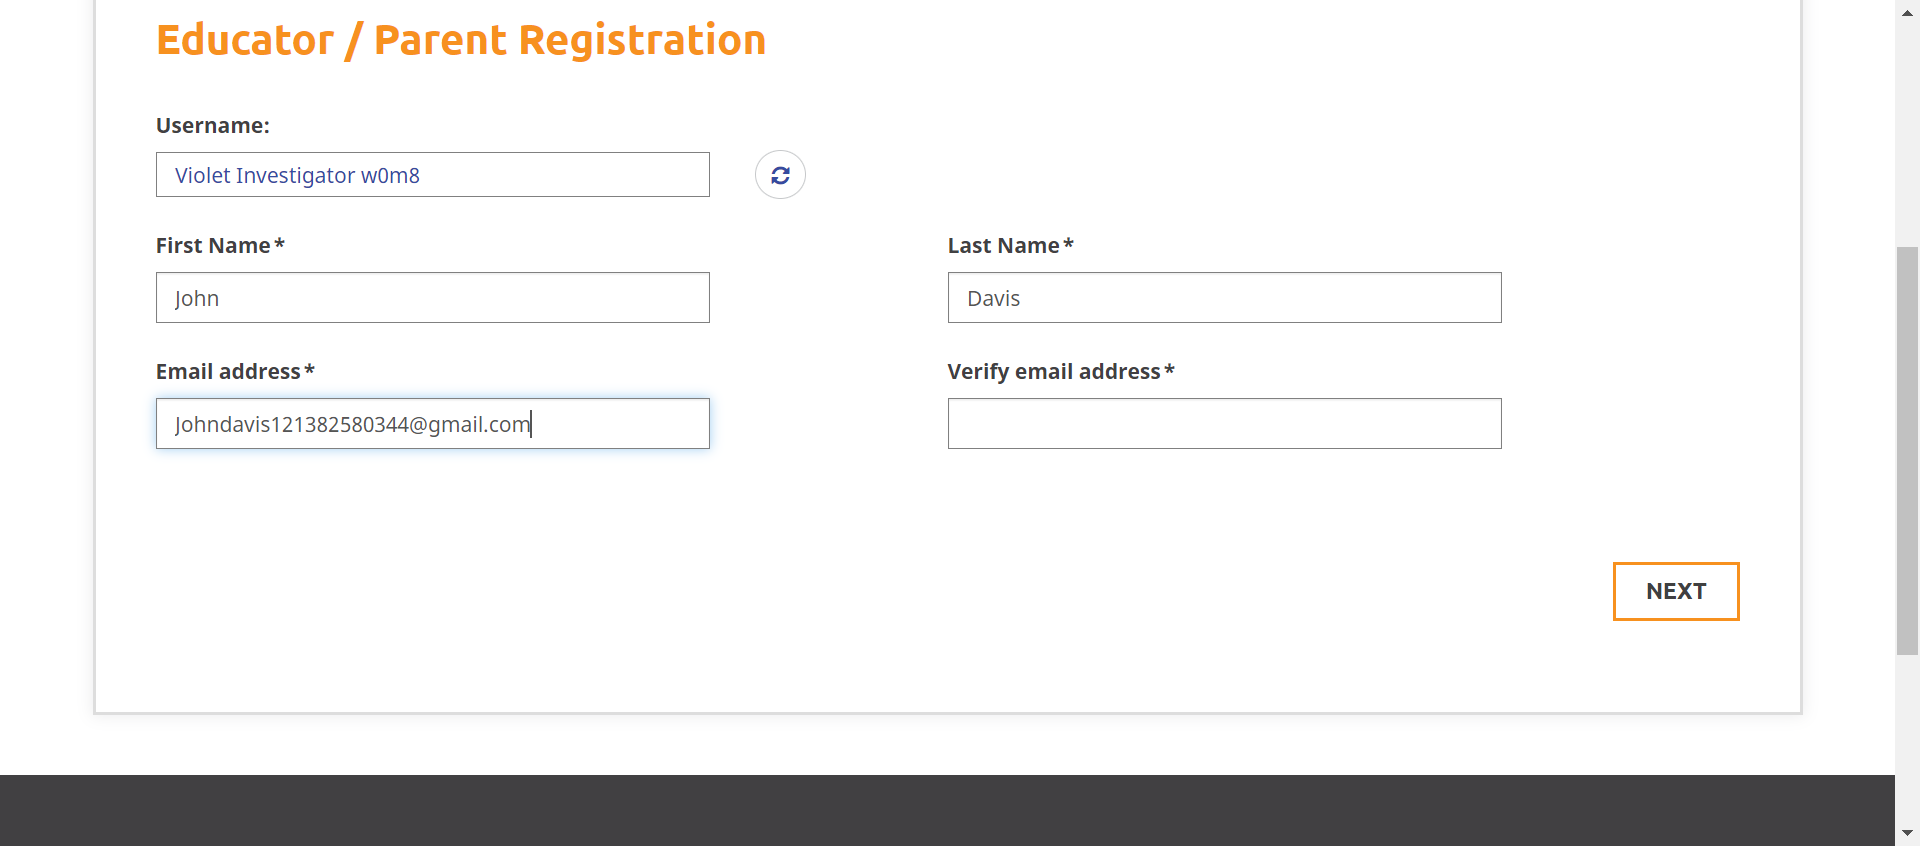 Educator / Parent Registration
Username:
Violet Investigator w0m8
First Name*
Last Name*
John
Davis
Email address*
Verify email address*
Johndavis121382580344@gmail.com
NEXT